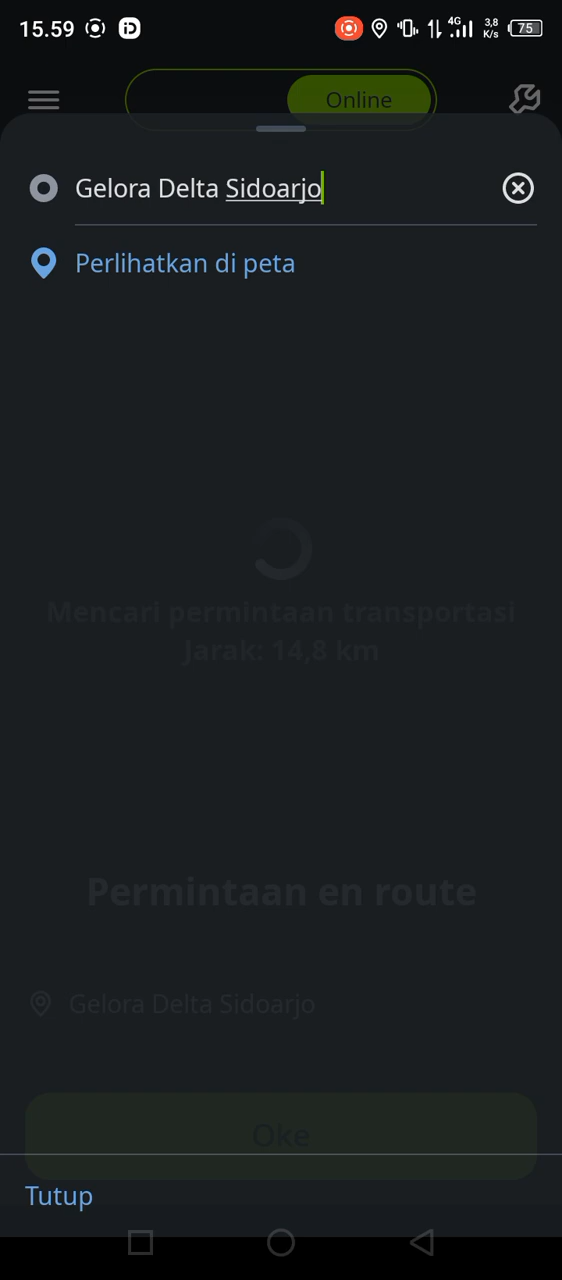 15.59
4G
3,8
K/s
75
Online
Gelora Delta Sidoarjo
Perlihatkan di peta
Mencari permintaan transportasi
Jarak: 14,8 km
Permintaan en route
Gelora Delta Sidoarjo
Oke
Tutup